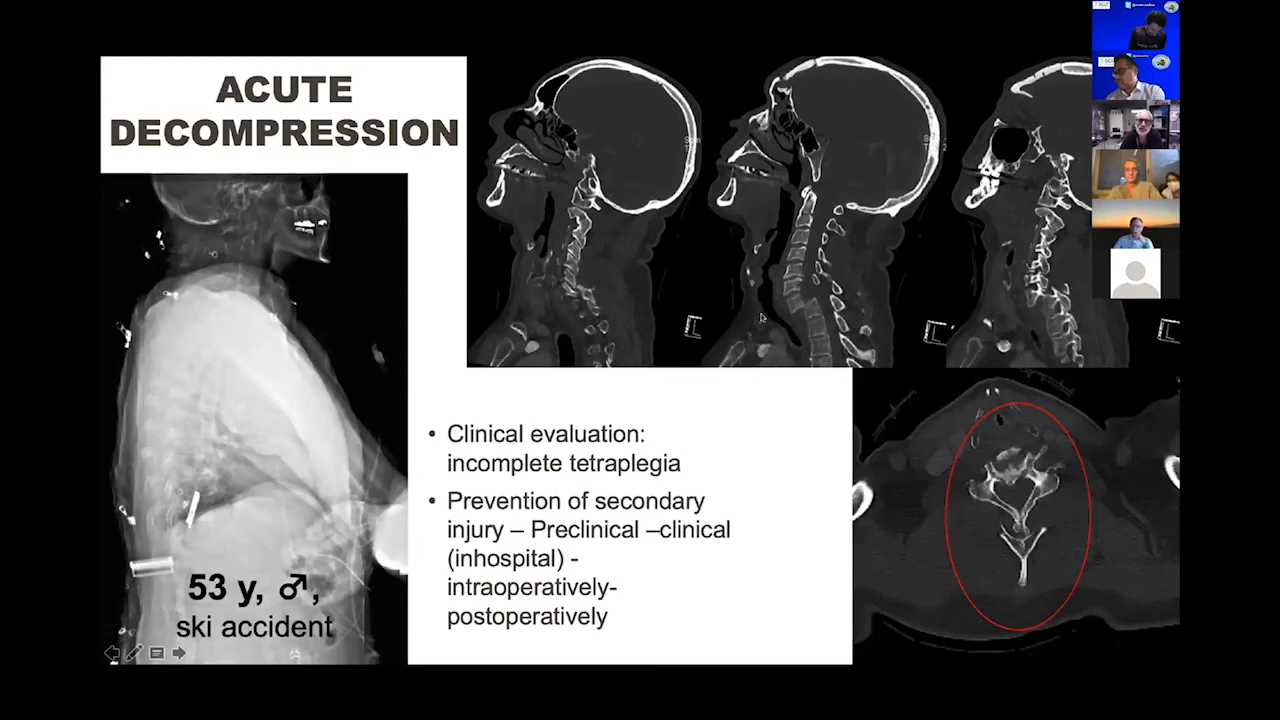 ACUTE
DECOMPRESSION
53 y, ♂,
ski accident
• Clinical evaluation:
incomplete tetraplegia
• Prevention of secondary
injury – Preclinical –clinical
(inhospital) -
intraoperatively-
postoperatively
L
L
L